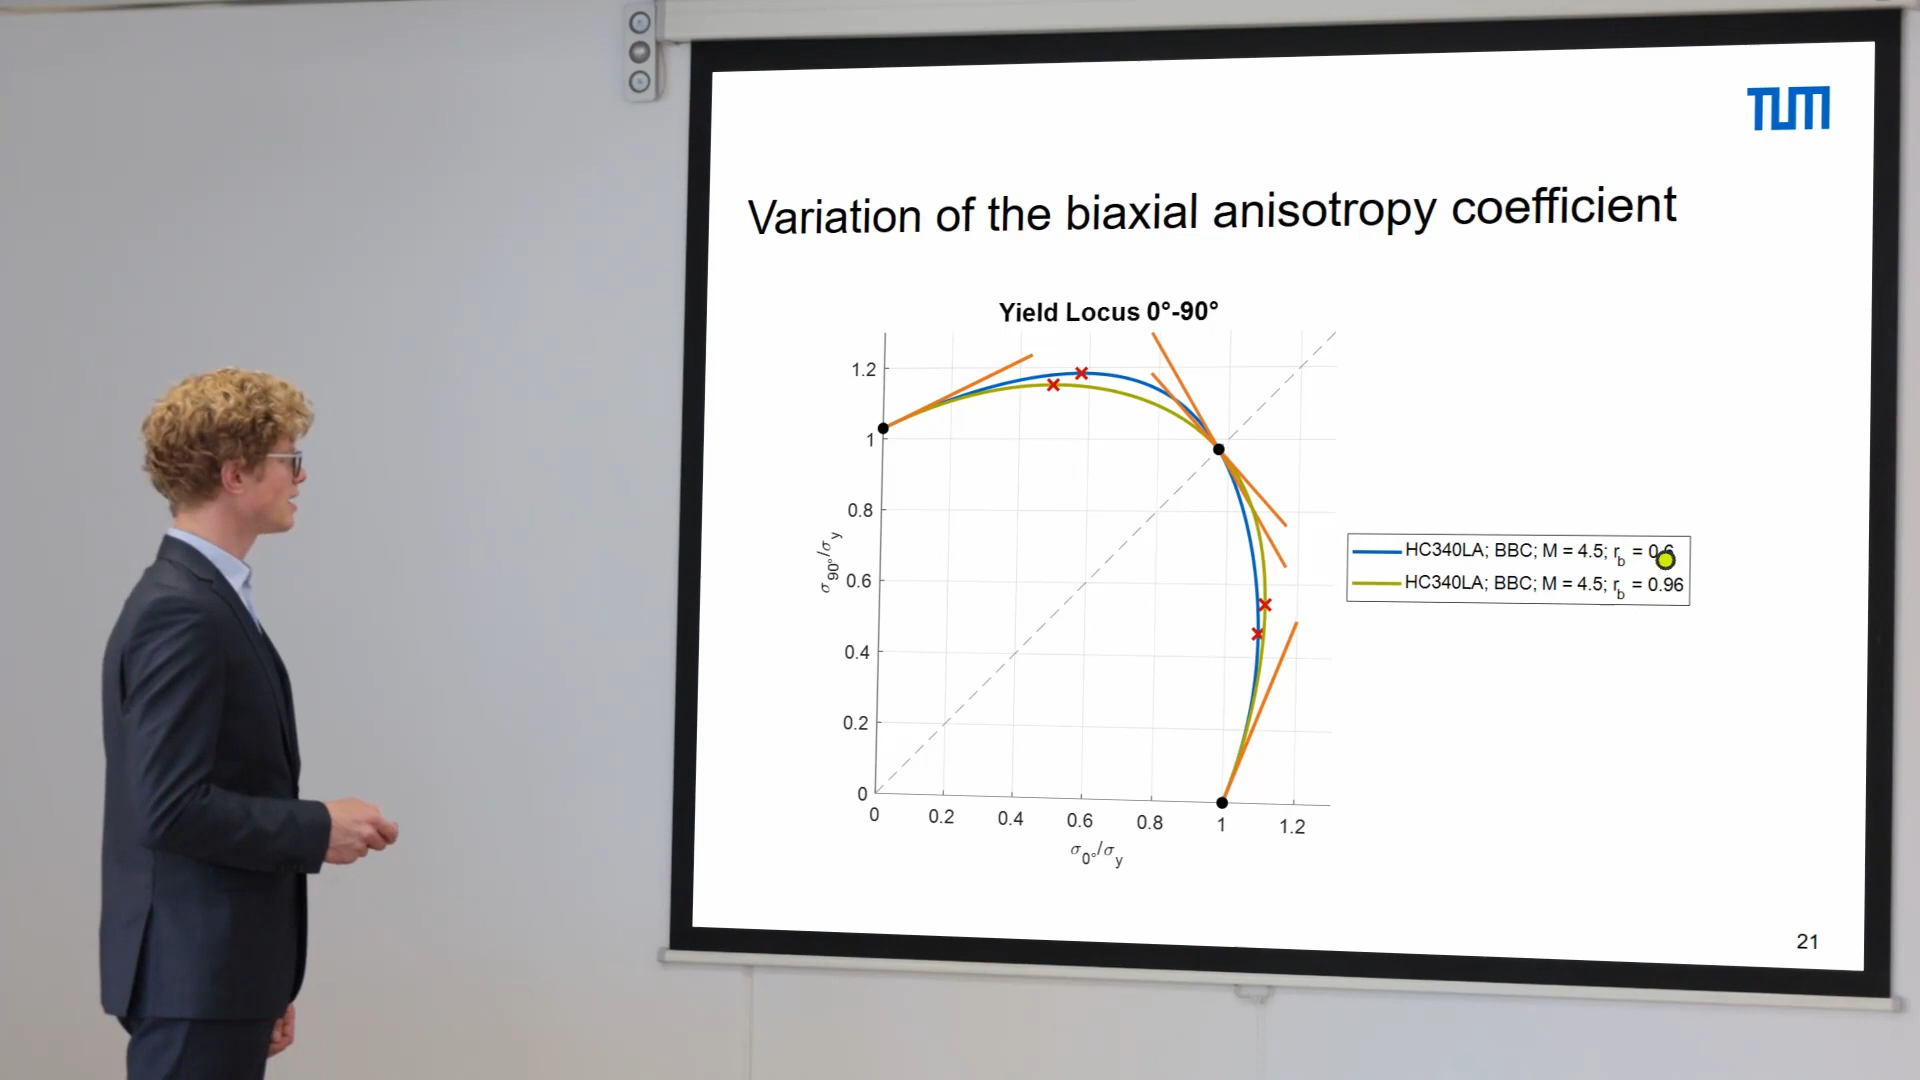 TUM
Variation of the biaxial anisotropy coefficient
Yield Locus 0°-90°
1.2
1
0.8
0.6
0.4
0.2
0
σ90°/σy
0 0.2 0.4 0.6 0.8 1 1.2
σ0°/σy
HC340LA; BBC; M = 4.5; rb = 0.6
HC340LA; BBC; M = 4.5; rb = 0.96
21